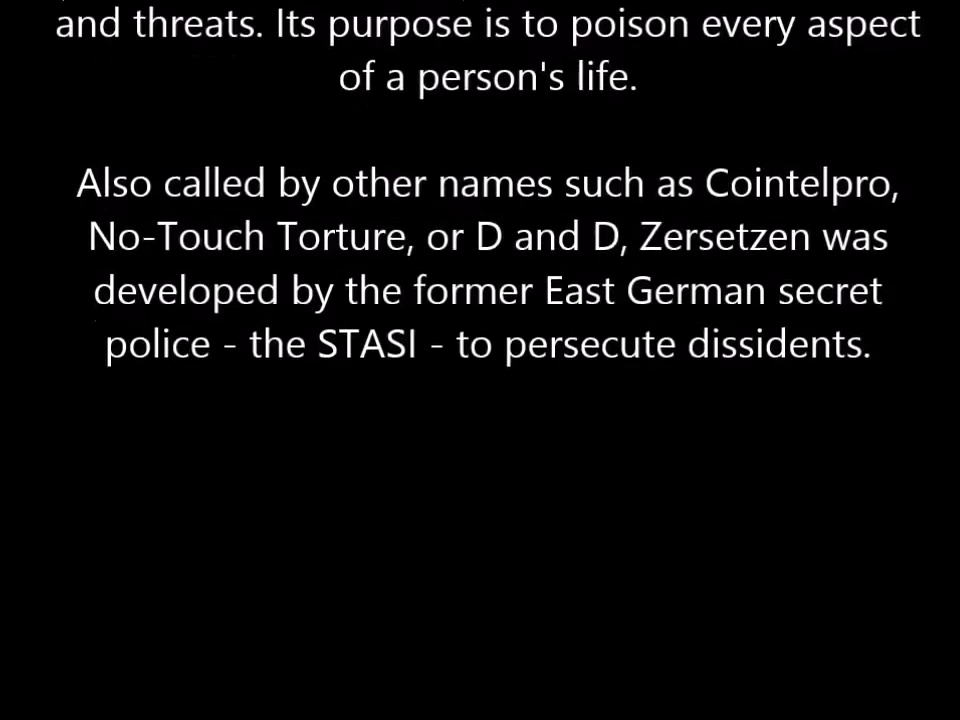 and threats. Its purpose is to poison every aspect
of a person's life.
Also called by other names such as Cointelpro,
No-Touch Torture, or D and D, Zersetzen was
developed by the former East German secret
police - the STASI - to persecute dissidents.